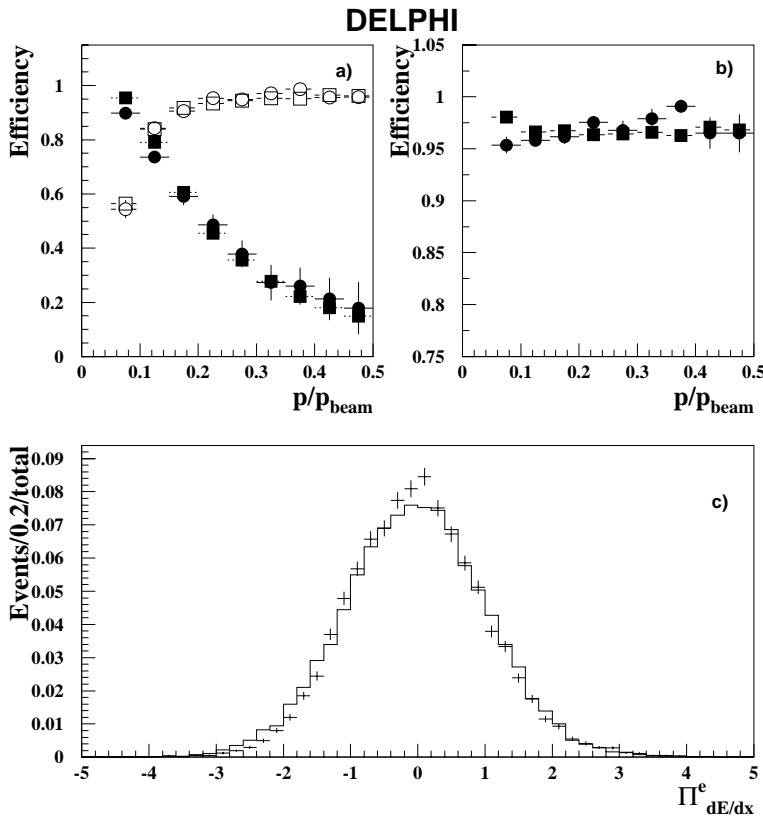 DELPHI
Efficiency
a)
1
0.8
0.6
0.4
0.2
0
0 0.1 0.2 0.3 0.4 0.5
p/p_beam
Efficiency
b)
1.05
1
0.95
0.9
0.85
0.8
0.75
0 0.1 0.2 0.3 0.4 0.5
p/p_beam
Events/0.2/total
c)
0.09
0.08
0.07
0.06
0.05
0.04
0.03
0.02
0.01
0
-5 -4 -3 -2 -1 0 1 2 3 4 5
Π^e_dE/dx